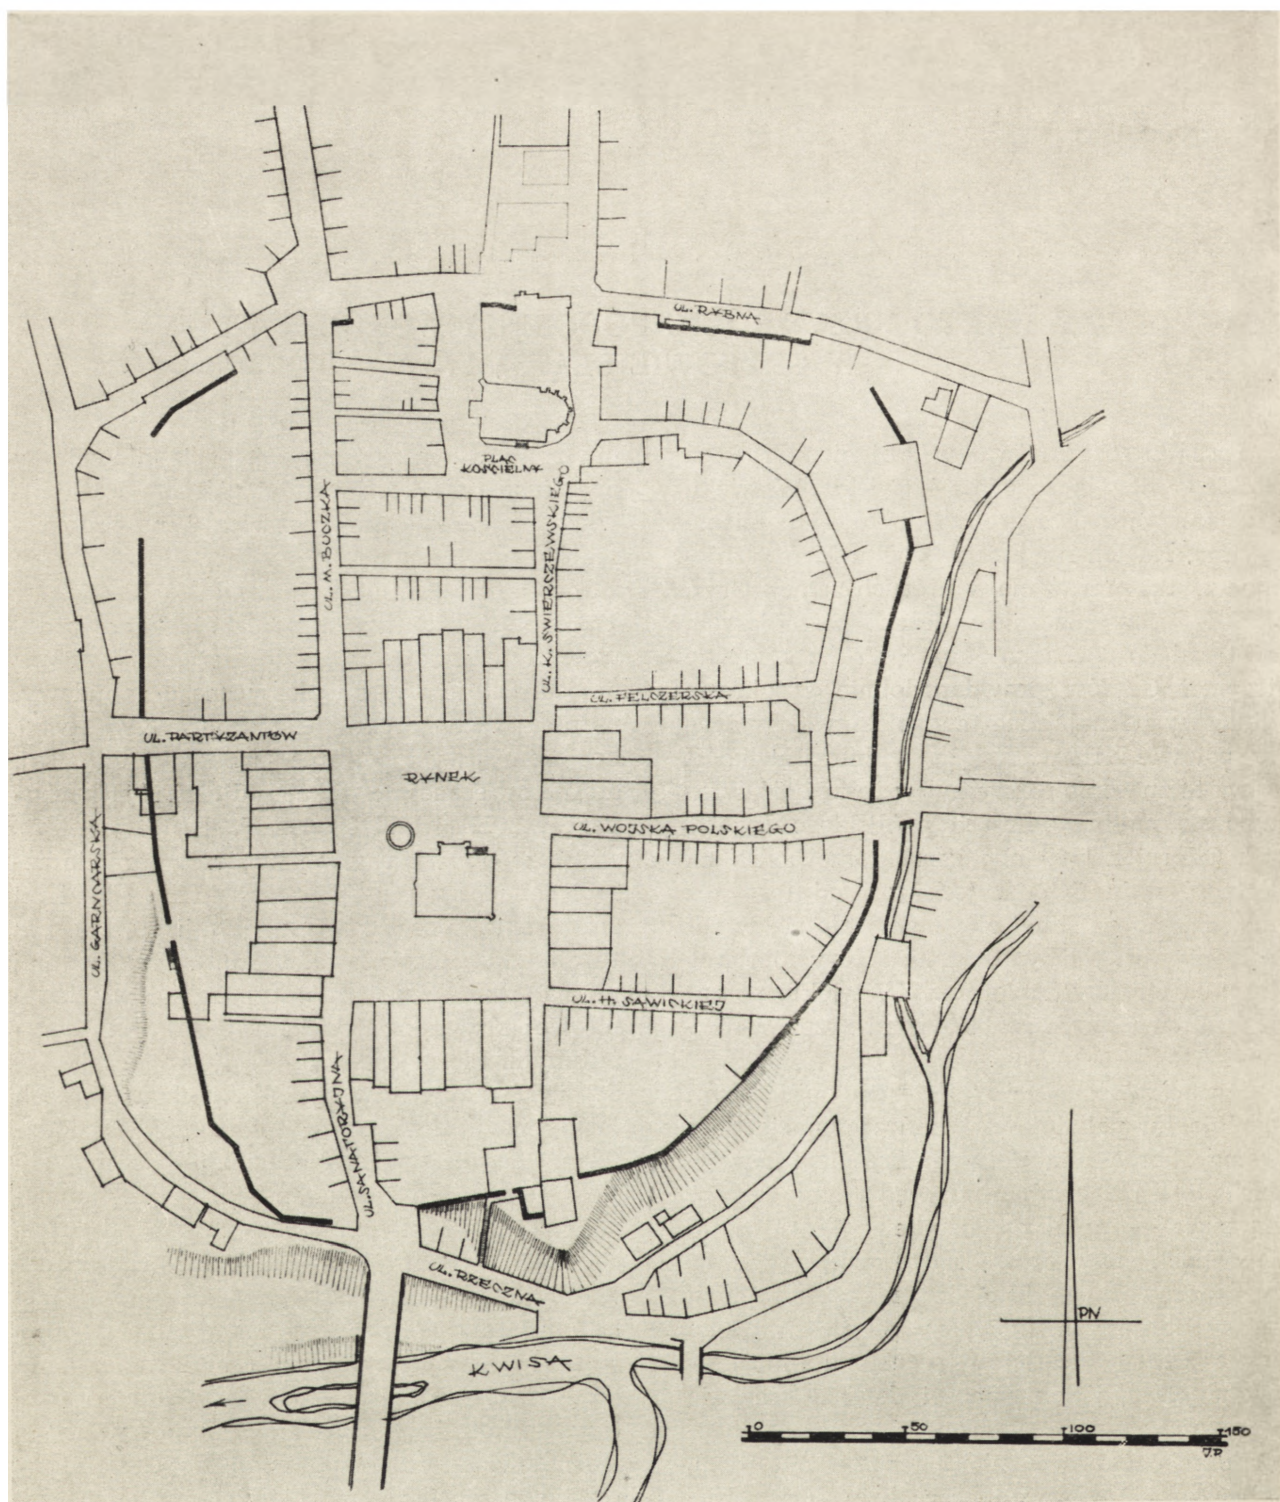 UL. RYBNA
PLAC
KOŚCIELNY
UL. M. BUCZKA
UL. K. ŚWIERCZEWSKIEGO
UL. FELCZERSKA
UL. PARTYZANTÓW
RYNEK
UL. WOJSKA POLSKIEGO
UL. GARNCARSKA
UL. H. SAWICKIEJ
UL. SANATORYJNA
UL. RZECZNA
PN
KWISA
0 50 100 150
J.P.